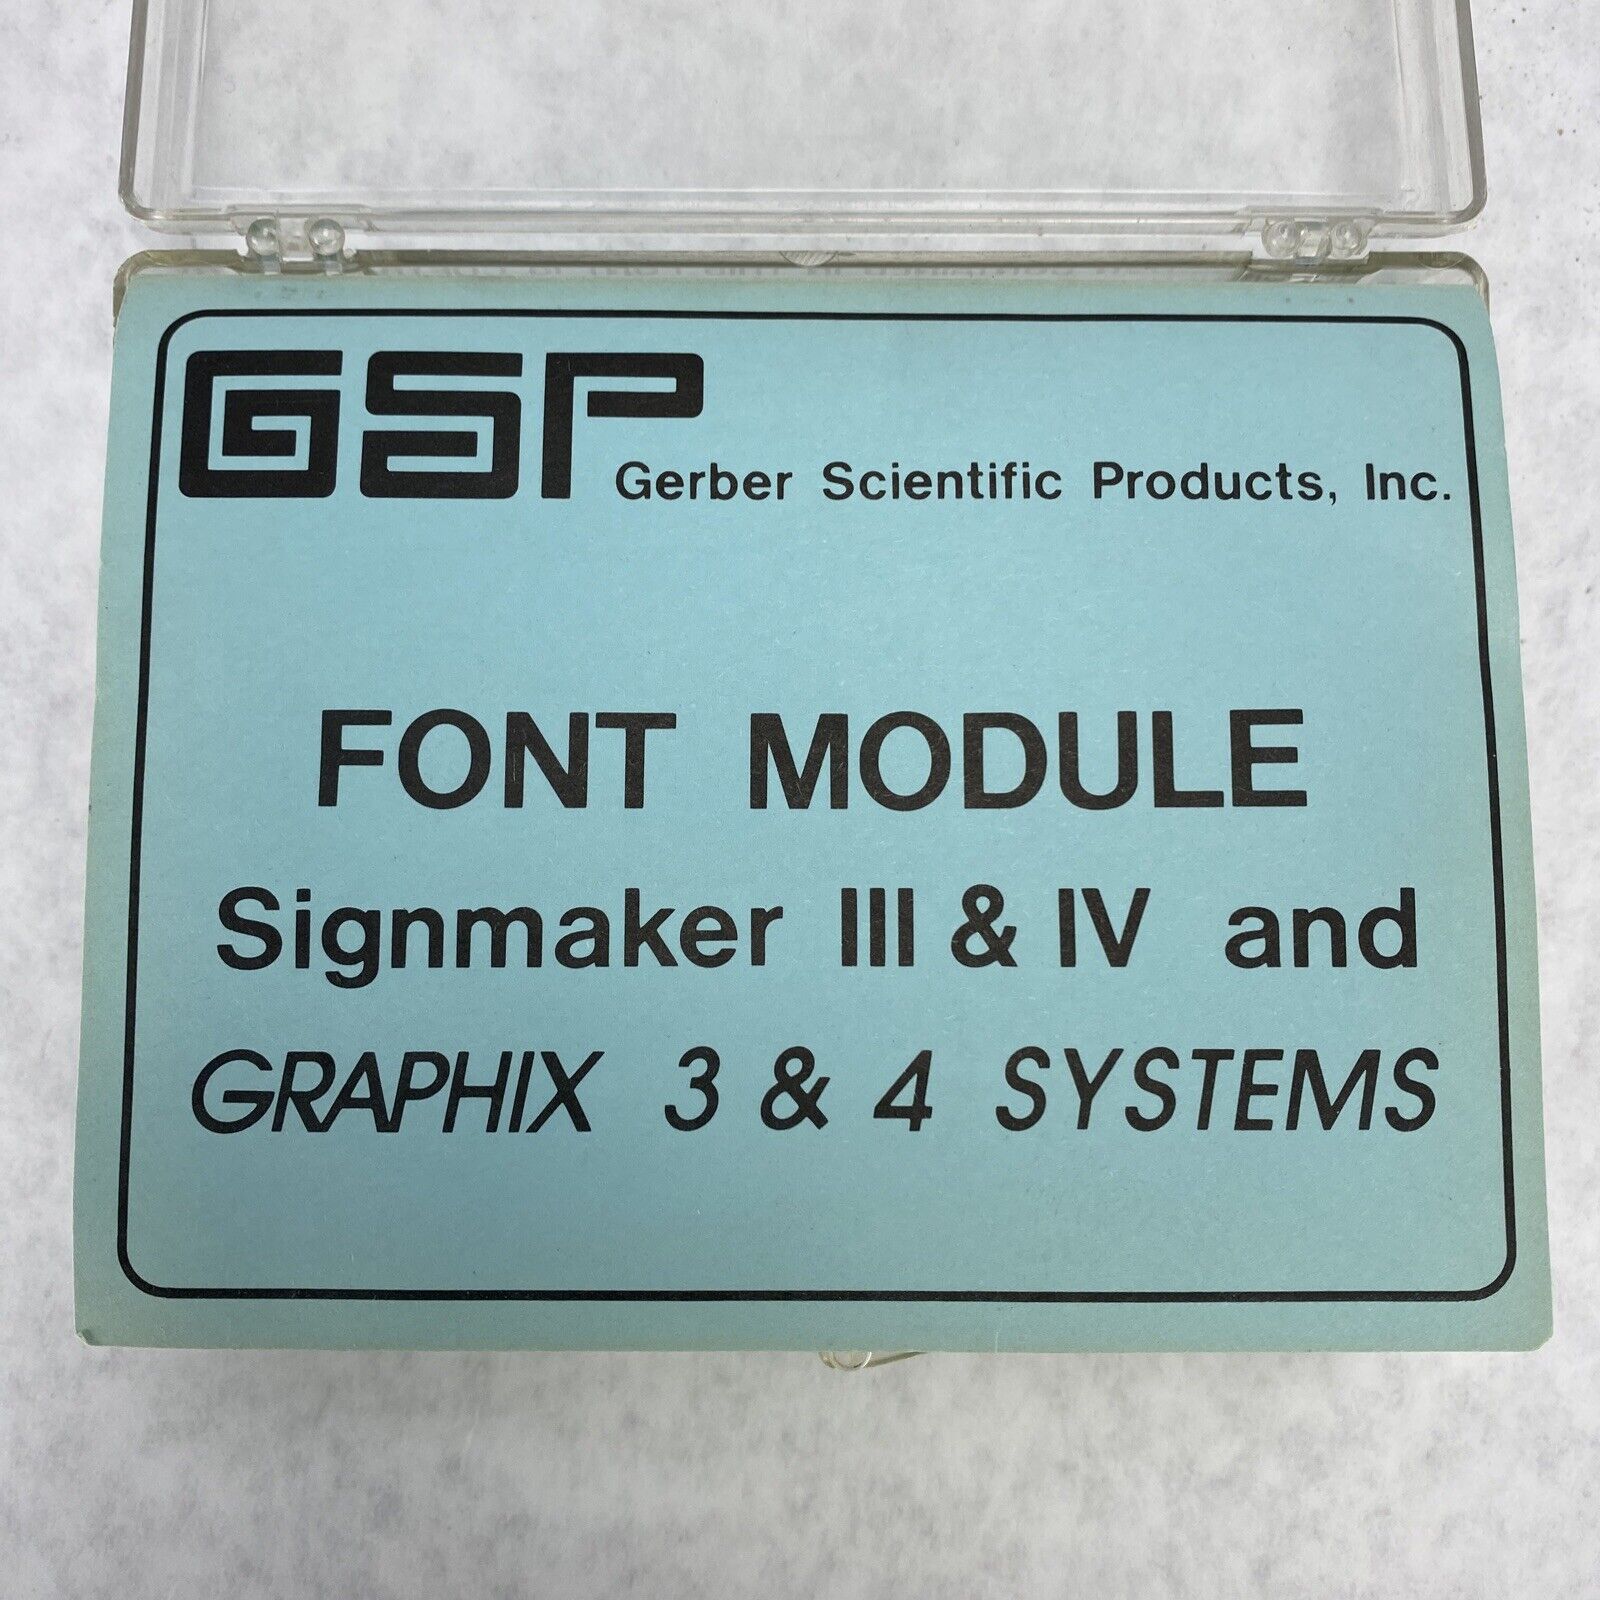 GSP Gerber Scientific Products, Inc.
FONT MODULE
Signmaker III & IV and
GRAPHIX 3 & 4 SYSTEMS